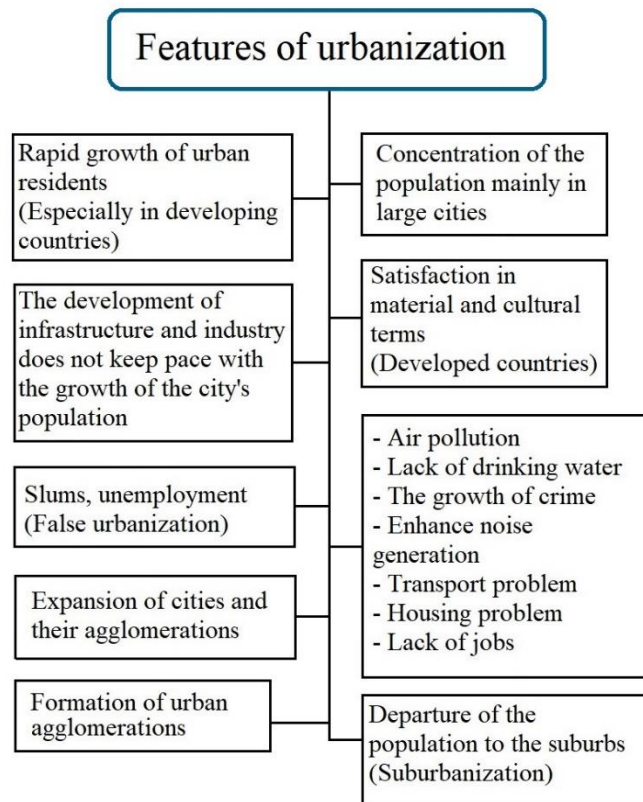 Features of urbanization
Rapid growth of urban
residents
(Especially in developing
countries)
The development of
infrastructure and industry
does not keep pace with
the growth of the city's
population
Slums, unemployment
(False urbanization)
Expansion of cities and
their agglomerations
Formation of urban
agglomerations
Concentration of the
population mainly in
large cities
Satisfaction in
material and cultural
terms
(Developed countries)
- Air pollution
- Lack of drinking water
- The growth of crime
- Enhance noise
generation
- Transport problem
- Housing problem
- Lack of jobs
Departure of the
population to the suburbs
(Suburbanization)